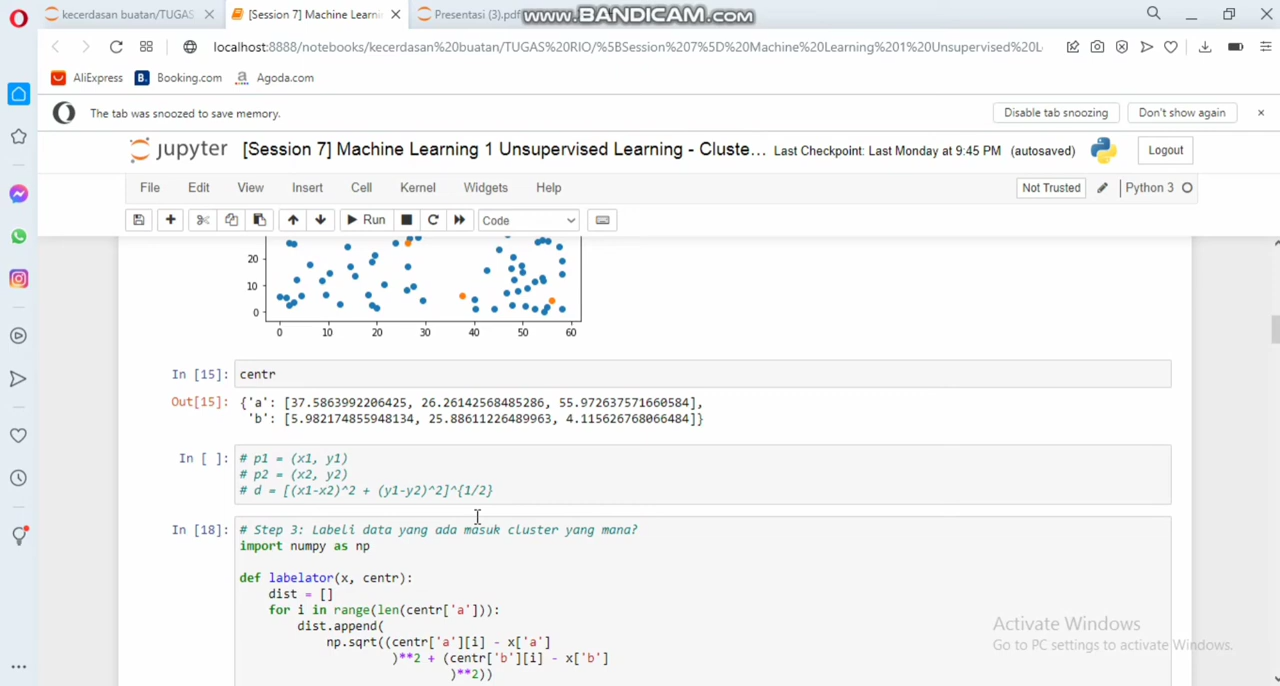 kecerdasan buatan/TUGAS
[Session 7] Machine Learnin
Presentasi (3).pdf
www.BANDICAM.com
localhost:8888/notebooks/kecerdasan%20buatan/TUGAS%20RIO/%5BSession%207%5D%20Machine%20Learning%201%20Unsupervised%20L
AliExpress
B. Booking.com
a Agoda.com
The tab was snoozed to save memory.
Disable tab snoozing
Don't show again
jupyter
[Session 7] Machine Learning 1 Unsupervised Learning - Cluste... Last Checkpoint: Last Monday at 9:45 PM (autosaved)
Logout
File Edit View Insert Cell Kernel Widgets Help
Not Trusted
Python 3
Run
Code
20
10
0
0 10 20 30 40 50 60
In [15]: centr
Out[15]: {'a': [37.5863992206425, 26.26142568485286, 55.972637571660584],
'b': [5.982174855948134, 25.88611226489963, 4.115626768066484]}
In [ ]: # p1 = (x1, y1)
# p2 = (x2, y2)
# d = [(x1-x2)^2 + (y1-y2)^2]^{1/2}
In [18]: # Step 3: Labeli data yang ada masuk cluster yang mana?
import numpy as np
def labelator(x, centr):
dist = []
for i in range(len(centr['a'])):
dist.append(
np.sqrt((centr['a'][i] - x['a']
)**2 + (centr['b'][i] - x['b']
)**2))
Activate Windows
Go to PC settings to activate Windows.